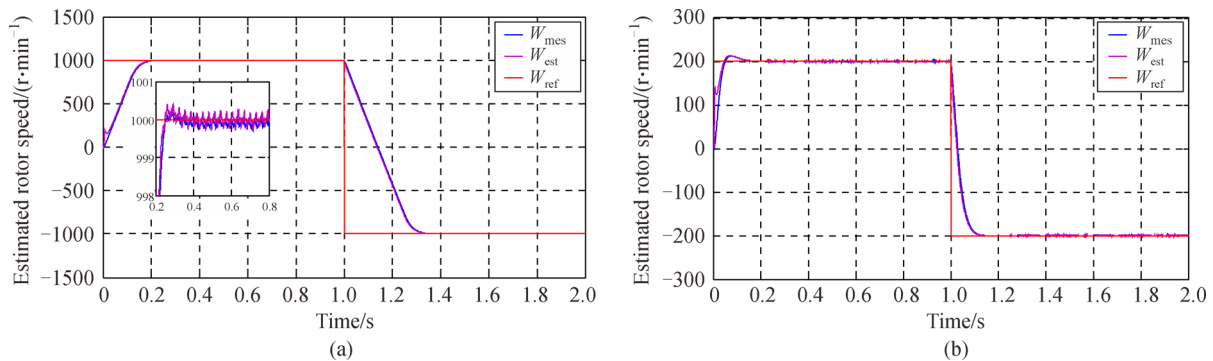 Estimated rotor speed/(r·min⁻¹)
1500
1000
500
0
−500
−1000
−1500
W_mes
W_est
W_ref
1001
1000
999
998
0.2 0.4 0.6 0.8
0 0.2 0.4 0.6 0.8 1.0 1.2 1.4 1.6 1.8 2.0
Time/s
(a)
Estimated rotor speed/(r·min⁻¹)
300
200
100
0
−100
−200
−300
W_mes
W_est
W_ref
0 0.2 0.4 0.6 0.8 1.0 1.2 1.4 1.6 1.8 2.0
Time/s
(b)